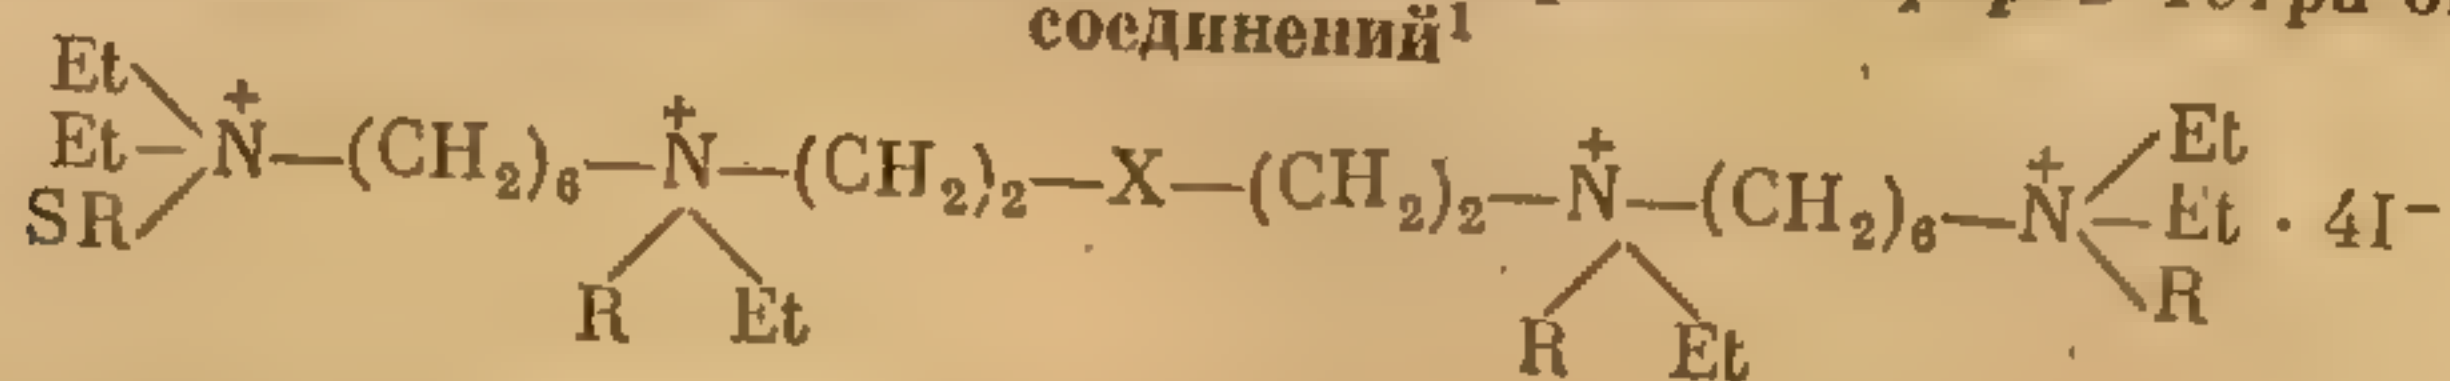 соединений¹
Et Et SR N⁺—(CH₂)₆—N⁺—(CH₂)₂—X—(CH₂)₂—N⁺—(CH₂)₆—N⁺ Et Et R · 4I⁻
R Et R Et